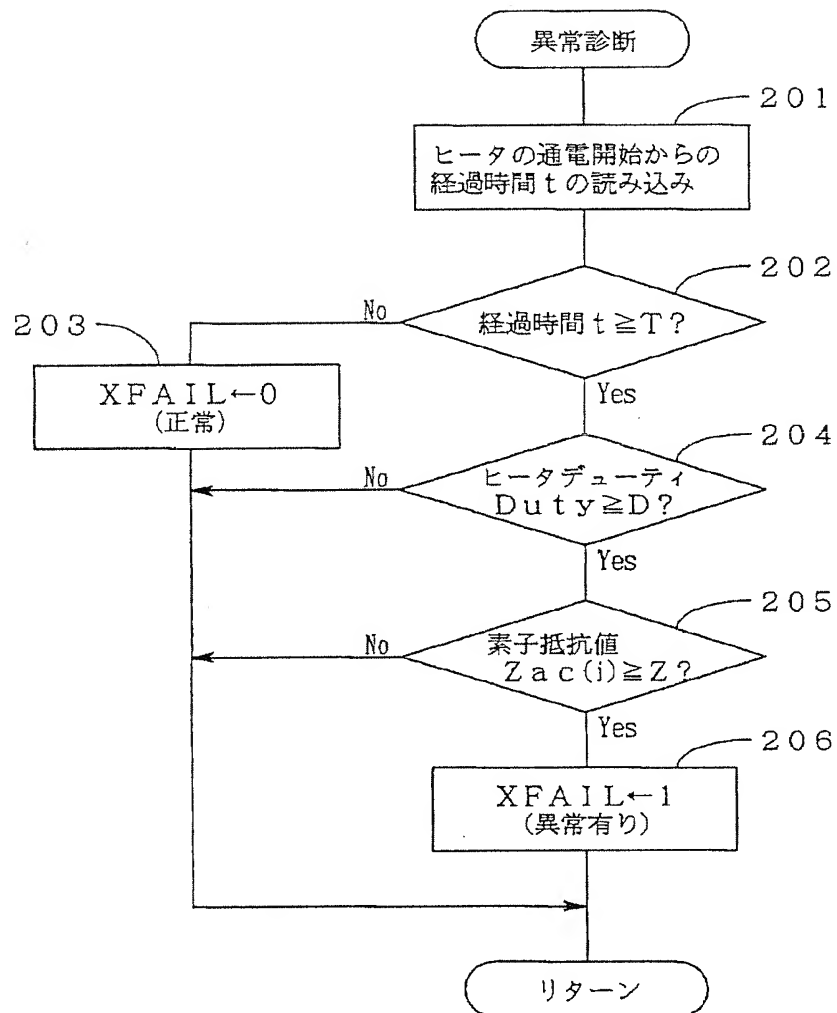 異常診断
201
ヒータの通電開始からの
経過時間tの読み込み
202
経過時間t≧T?
No
203
XFAIL←0
(正常)
Yes
204
ヒータデューティ
Duty≧D?
No
Yes
205
素子抵抗値
Zac(i)≧Z?
No
Yes
206
XFAIL←1
(異常有り)
リターン